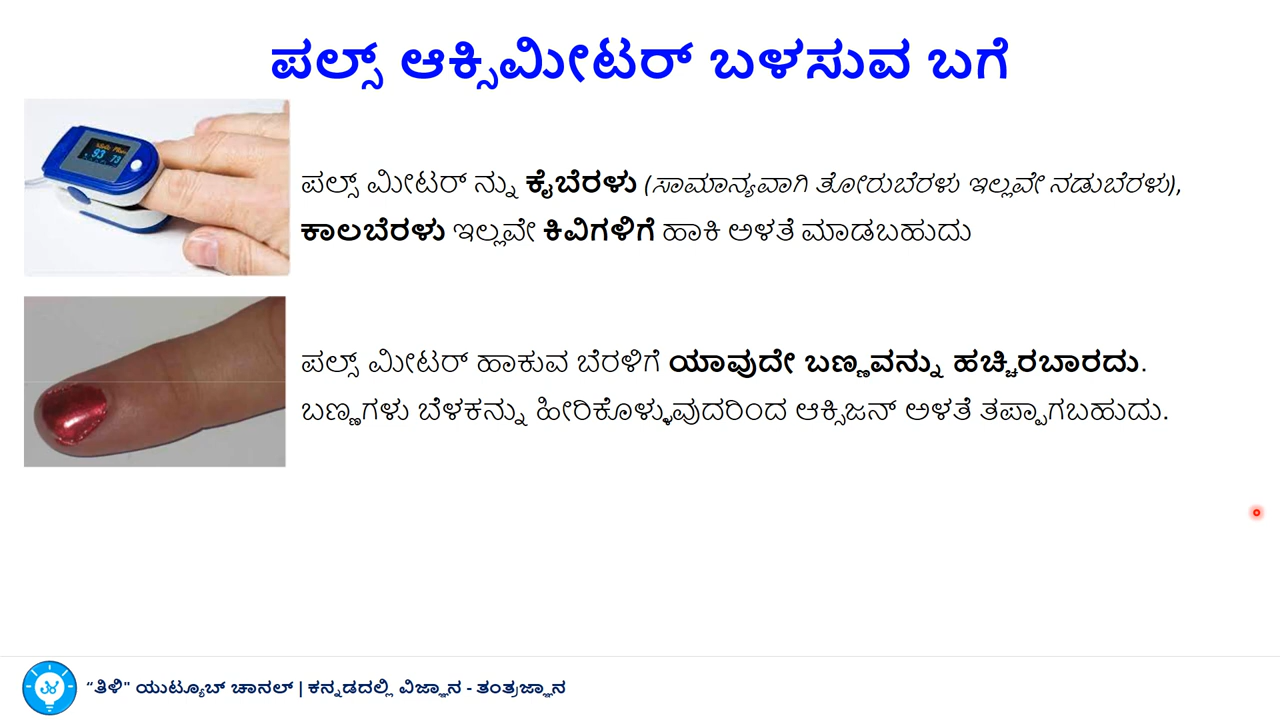 ಪಲ್ಸ್ ಆಕ್ಸಿಮೀಟರ್ ಬಳಸುವ ಬಗೆ
ಪಲ್ಸ್ ಮೀಟರ್ ನ್ನು ಕೈಬೆರಳು (ಸಾಮಾನ್ಯವಾಗಿ ತೋರುಬೆರಳು ಇಲ್ಲವೇ ನಡುಬೆರಳು),
ಕಾಲಬೆರಳು ಇಲ್ಲವೇ ಕಿವಿಗಳಿಗೆ ಹಾಕಿ ಅಳತೆ ಮಾಡಬಹುದು
ಪಲ್ಸ್ ಮೀಟರ್ ಹಾಕುವ ಬೆರಳಿಗೆ ಯಾವುದೇ ಬಣ್ಣವನ್ನು ಹಚ್ಚಿರಬಾರದು.
ಬಣ್ಣಗಳು ಬೆಳಕನ್ನು ಹೀರಿಕೊಳ್ಳುವುದರಿಂದ ಆಕ್ಸಿಜನ್ ಅಳತೆ ತಪ್ಪಾಗಬಹುದು.
“ತಿಳಿ" ಯುಟ್ಯೂಬ್ ಚಾನಲ್ | ಕನ್ನಡದಲ್ಲಿ ವಿಜ್ಞಾನ - ತಂತ್ರಜ್ಞಾನ